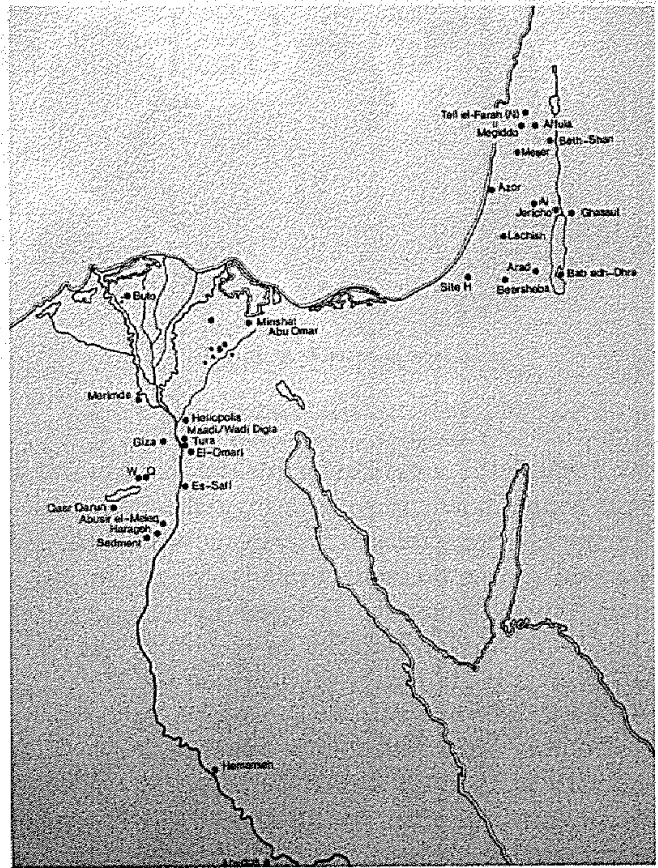 Tell el-Farah (N)
Megiddo
Affula
Beth-Shan
Meser
Azor
Ai
Jericho
Ghassul
Lachish
Arad
Bab edh-Dhra
Site H
Beersheba
Buto
Minshat
Abu Omar
Merimde
Heliopolis
Maadi/Wadi Digla
Giza
Tura
El-Omari
W
O
Es-Saff
Qasr Qarun
Abusir el-Meleq
Harageh
Sedment
Hemamieh